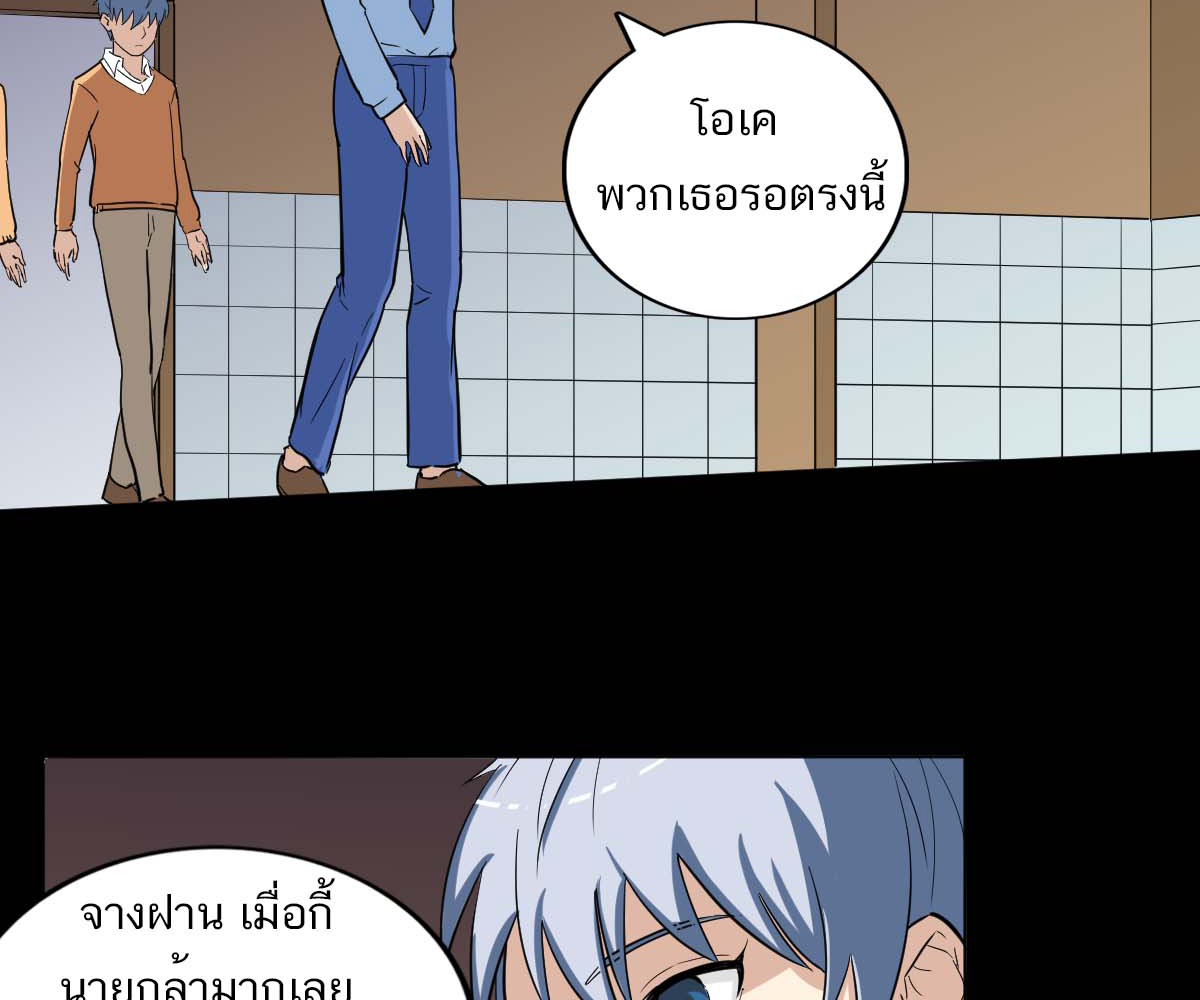 โอเค
พวกเธอรอตรงนี้
จางฝาน เมื่อกี้
นายกล้ามากเลย